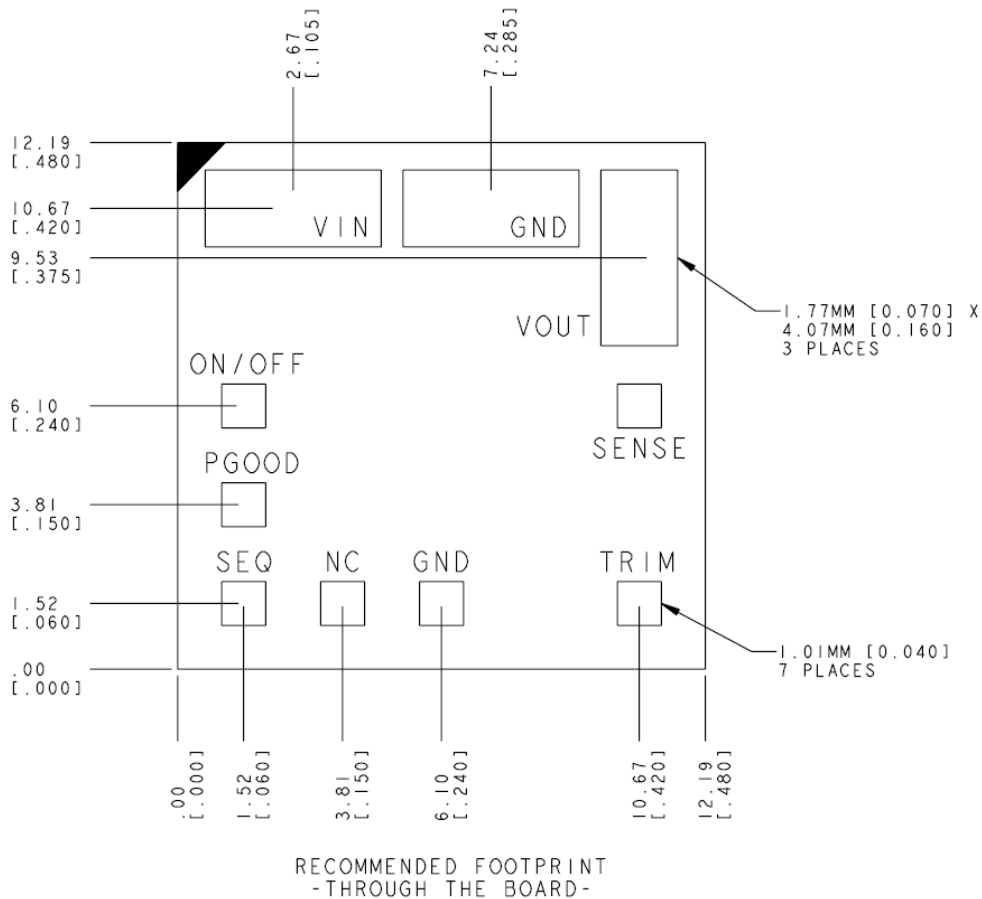 2.67
[.105]
7.24
[.285]
12.19
[.480]
10.67
[.420]
VIN
GND
9.53
[.375]
VOUT
1.77MM [0.070] X
4.07MM [0.160]
3 PLACES
ON/OFF
6.10
[.240]
SENSE
PGOOD
3.81
[.150]
SEQ
NC
GND
TRIM
1.52
[.060]
.00
[.000]
1.01MM [0.040]
7 PLACES
.00
[.000]
1.52
[.060]
3.81
[.150]
6.10
[.240]
10.67
[.420]
12.19
[.480]
RECOMMENDED FOOTPRINT
-THROUGH THE BOARD-